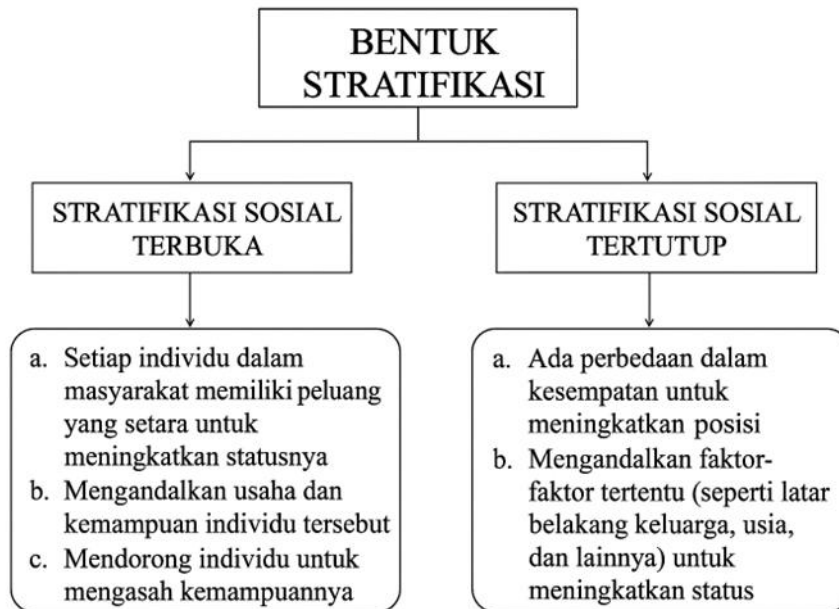 BENTUK
STRATIFIKASI
STRATIFIKASI SOSIAL
TERBUKA
a. Setiap individu dalam
masyarakat memiliki peluang
yang setara untuk
meningkatkan statusnya
b. Mengandalkan usaha dan
kemampuan individu tersebut
c. Mendorong individu untuk
mengasah kemampuannya
STRATIFIKASI SOSIAL
TERTUTUP
a. Ada perbedaan dalam
kesempatan untuk
meningkatkan posisi
b. Mengandalkan faktor-
faktor tertentu (seperti latar
belakang keluarga, usia,
dan lainnya) untuk
meningkatkan status